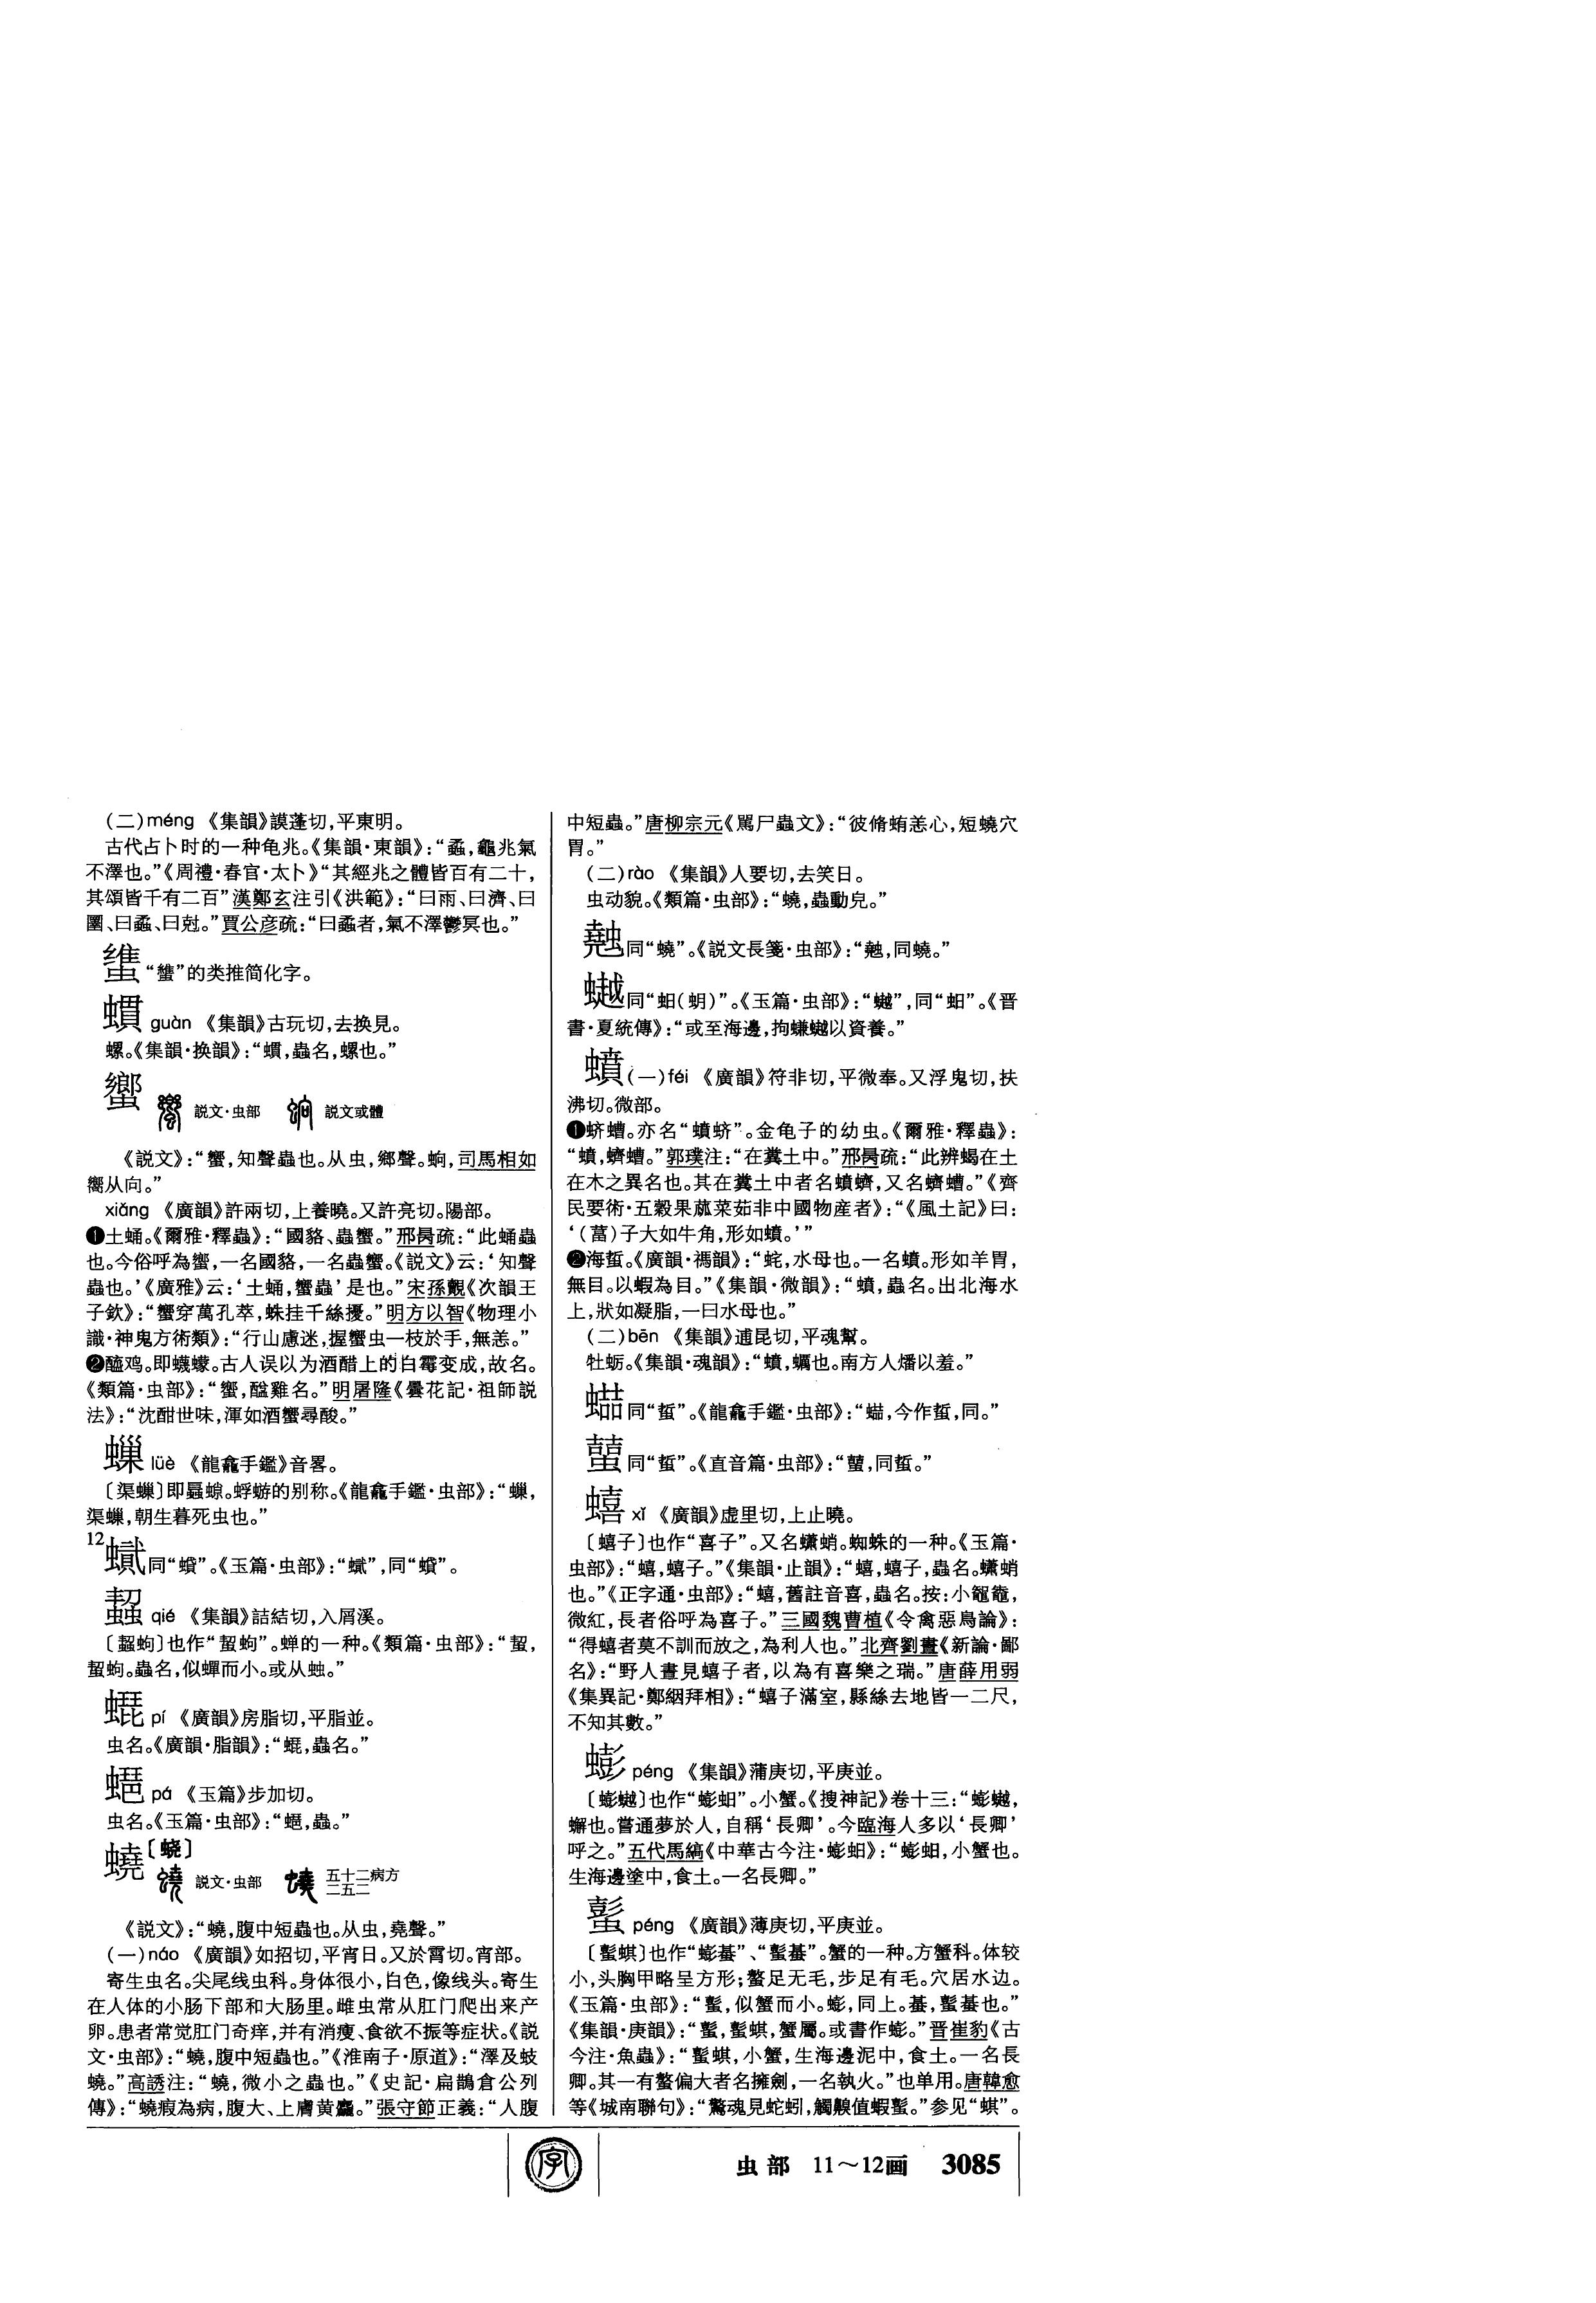 (二)méng 《集韻》謨蓬切,平東明。
古代占卜时的一种龟兆。《集韻·東韻》:“蟊,龜兆氣
不澤也。”《周禮·春官·太卜》“其經兆之體皆百有二十,
其頌皆千有二百”漢鄭玄注引《洪範》:“曰雨、曰濟、曰
圛、曰蟊、曰尅。”賈公彦疏:“曰蟊者,氣不澤鬱冥也。”
“䗬”的类推简化字。
guàn 《集韻》古玩切,去换見。
螺。《集韻·换韻》:“䗰,蟲名,螺也。”
蠁 説文·虫部 説文或體
《説文》:“蠁,知聲蟲也。从虫,鄉聲。蚼,司馬相如
蠁从向。”
xiǎng 《廣韻》許兩切,上養曉。又許亮切。陽部。
❶土蛹。《爾雅·釋蟲》:“國貉、蟲蠁。”邢昺疏:“此蛹蟲
也。今俗呼為蠁,一名國貉,一名蟲蠁。《説文》云:‘知聲
蟲也。’《廣雅》云:‘土蛹,蠁蟲’是也。”宋孫覿《次韻王
子欽》:“蠁穿萬孔萃,蛛挂千絲擾。”明方以智《物理小
識·神鬼方術類》:“行山慮迷,握蠁虫一枝於手,無恙。”
❷醯鸡。即蠛蠓。古人误以为酒醋上的白霉变成,故名。
《類篇·虫部》:“蠁,醯雞名。”明屠隆《曇花記·祖師説
法》:“沈酣世味,渾如酒蠁尋酸。”
lüè 《龍龕手鑑》音畧。
即蜉蝣的别称。《龍龕手鑑·虫部》:
朝生暮死虫也。”
12
同“䘲”。《玉篇·虫部》:
qié 《集韻》詰結切,入屑溪。
蝉的一种。《類篇·虫部》:
蟲名,似蟬而小。或从䖵。”
pí 《廣韻》房脂切,平脂並。
虫名。《廣韻·脂韻》:“蟲名。”
pá 《玉篇》步加切。
虫名。《玉篇·虫部》:“蟲。”
蟯〔蛲〕 説文·虫部 五十二病方 二五二
《説文》:“蟯,腹中短蟲也。从虫,堯聲。”
(一)náo 《廣韻》如招切,平宵日。又於霄切。宵部。
寄生虫名。尖尾线虫科。身体很小,白色,像线头。寄生
在人体的小肠下部和大肠里。雌虫常从肛门爬出来产
卵。患者常觉肛门奇痒,并有消瘦、食欲不振等症状。《説
文·虫部》:“蟯,腹中短蟲也。”《淮南子·原道》:“澤及蚑
蟯。”高誘注:“蟯,微小之蟲也。”《史記·扁鵲倉公列
傳》:“蟯瘕為病,腹大、上膚黄麤。”張守節正義:“人腹
中短蟲。”唐柳宗元《駡尸蟲文》:“彼脩蛕恙心,短蟯穴
胃。”
(二)rào 《集韻》人要切,去笑日。
虫动貌。《類篇·虫部》:“蟯,蟲動皃。”
同“蟯”。《説文長箋·虫部》:“同蟯。”
䗠同“蚏(蚎)”。《玉篇·虫部》:《晋
書·夏統傳》:“或至海邊,拘蠊䗠以資養。”
蟦(一)féi 《廣韻》符非切,平微奉。又浮鬼切,扶
沸切。微部。
❶蛴螬。亦名“蟦蛴”。金龟子的幼虫。《爾雅·釋蟲》:
“蟦,蠐螬。”郭璞注:“在糞土中。”邢昺疏:“此辨蝎在土
在木之異名也。其在糞土中者名蟦蠐,又名蠐螬。”《齊
民要術·五穀果蓏菜茹非中國物産者》:“《風土記》曰:
‘(萺)子大如牛角,形如蟦。’”
❷海蜇。《廣韻·禡韻》:“䖳,水母也。一名蟦。形如羊胃,
無目。以蝦為目。”《集韻·微韻》:“蟦,蟲名。出北海水
上,狀如凝脂,一曰水母也。”
(二)bēn 《集韻》逋昆切,平魂幫。
牡蛎。《集韻·魂韻》:“蟦,蠣也。南方人燔以羞。”
同“蜇”。《龍龕手鑑·虫部》:“今作蜇,同。”
同“蜇”。《直音篇·虫部》:“同蜇。”
蟢 xǐ 《廣韻》虚里切,上止曉。
〔蟢子〕也作“喜子”。又名蠨蛸。蜘蛛的一种。《玉篇·
虫部》:“蟢,蟢子。”《集韻·止韻》:“蟢,蟢子,蟲名。蠨蛸
也。”《正字通·虫部》:“蟢,舊註音喜,蟲名。按:小鼅鼄,
微紅,長者俗呼為喜子。”三國魏曹植《令禽惡鳥論》:
“得蟢者莫不訓而放之,為利人也。”北齊劉晝《新論·鄙
名》:“野人晝見蟢子者,以為有喜樂之瑞。”唐薛用弱
《集異記·鄭絪拜相》:“蟢子滿室,縣絲去地皆一二尺,
不知其數。”
蟛 péng 《集韻》蒲庚切,平庚並。
〔蟛䗠〕也作“蟛蚏”。小蟹。《搜神記》卷十三:“蟛䗠,
蠏也。嘗通夢於人,自稱‘長卿’。今臨海人多以‘長卿’
呼之。”五代馬縞《中華古今注·蟛蚏》:“蟛蚏,小蟹也。
生海邊塗中,食土。一名長卿。”
蟚 péng 《廣韻》薄庚切,平庚並。
〔蟚蜞〕也作“蟛蜝”、“蟚蜝”。蟹的一种。方蟹科。体较
小,头胸甲略呈方形;螯足无毛,步足有毛。穴居水边。
《玉篇·虫部》:“蟚,似蟹而小。蟛,同上。蜝,蟚蜝也。”
《集韻·庚韻》:“蟚,蟚蜞,蟹屬。或書作蟛。”晋崔豹《古
今注·魚蟲》:“蟚蜞,小蟹,生海邊泥中,食土。一名長
卿。其一有螯偏大者名擁劍,一名執火。”也单用。唐韓愈
等《城南聯句》:“驚魂見蛇蚓,觸嗅值蝦蟚。”参见“蜞”。
字
虫部 11～12画 3085